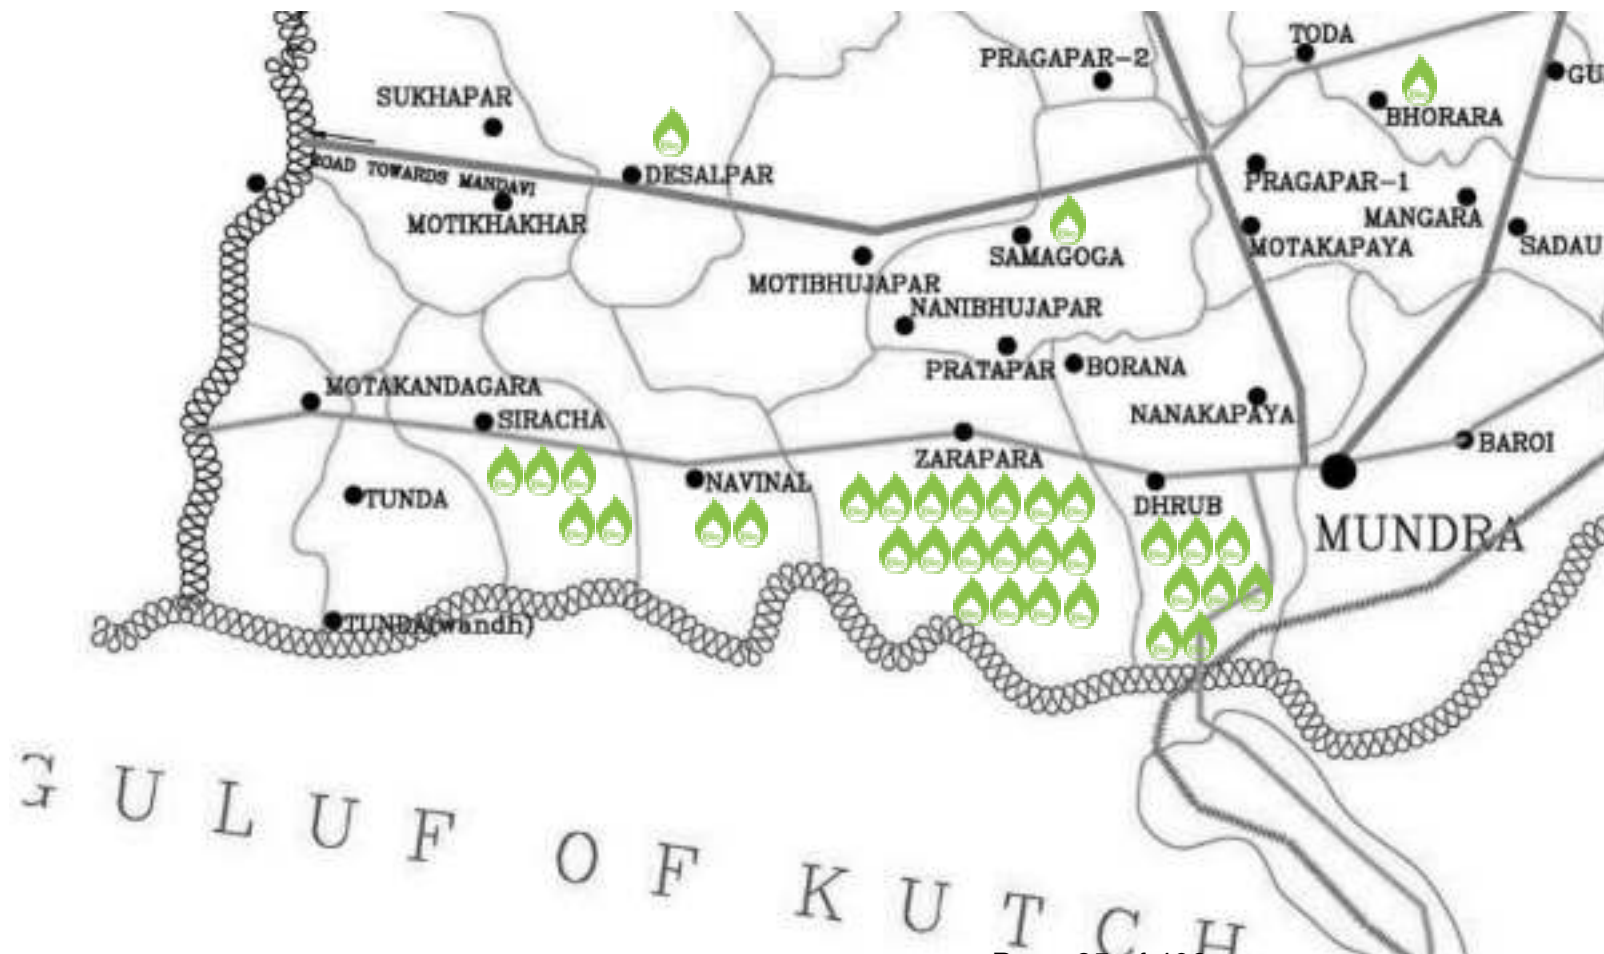 TODA
PRAGAPAR-2
GU
SUKHAPAR
BHORARA
ROAD TOWARDS MANDAVI
DESALPAR
PRAGAPAR-1
MANGARA
MOTIKHAKHAR
SADAU
MOTAKAPAYA
SAMAGOGA
MOTIBHUJAPAR
NANIBHUJAPAR
PRATAPAR
BORANA
MOTAKANDAGARA
NANAKAPAYA
SIRACHA
BAROI
ZARAPARA
NAVINAL
TUNDA
DHRUB
MUNDRA
TUNDA(wandh)
GULUF OF KUTCH